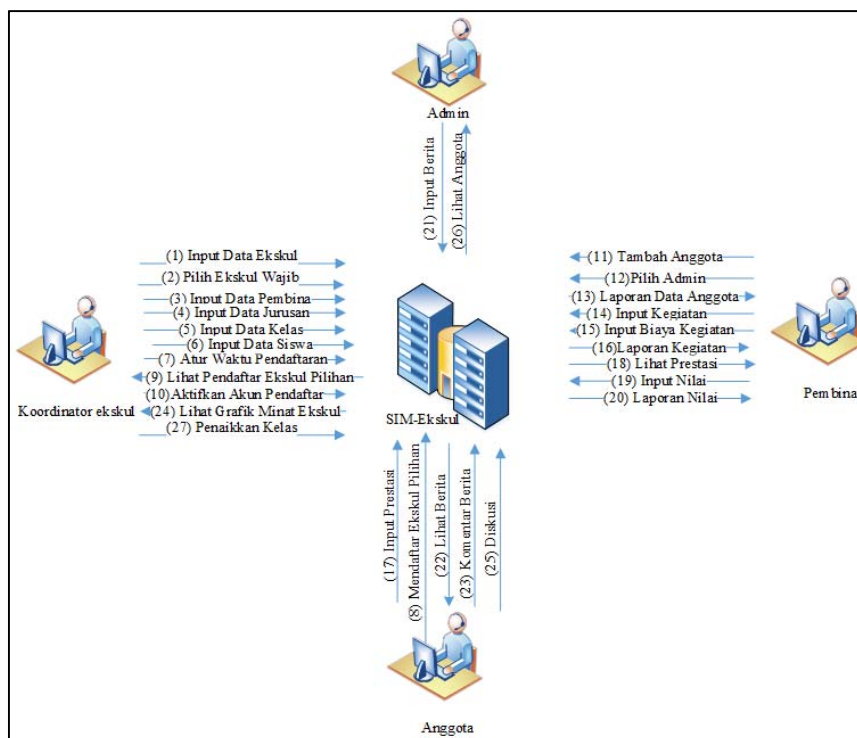 Admin
(21) Input Berita
(26) Lihat Anggota
(1) Input Data Ekskul
(2) Pilih Ekskul Wajib
(3) Input Data Pembina
(4) Input Data Jurusan
(5) Input Data Kelas
(6) Input Data Siswa
(7) Atur Waktu Pendaftaran
(9) Lihat Pendaftar Ekskul Pilihan
(10)Aktifkan Akun Pendaftar
(24) Lihat Grafik Minat Ekskul
(27) Penaikkan Kelas
Koordinator ekskul
SIM-Ekskul
(11) Tambah Anggota
(12)Pilih Admin
(13) Laporan Data Anggota
(14) Input Kegiatan
(15) Input Biaya Kegiatan
(16)Laporan Kegiatan
(18) Lihat Prestasi
(19) Input Nilai
(20) Laporan Nilai
Pembina
(17) Input Prestasi
(8) Mendaftar Ekskul Pilihan
(22) Lihat Berita
(23) Komentar Berita
(25) Diskusi
Anggota